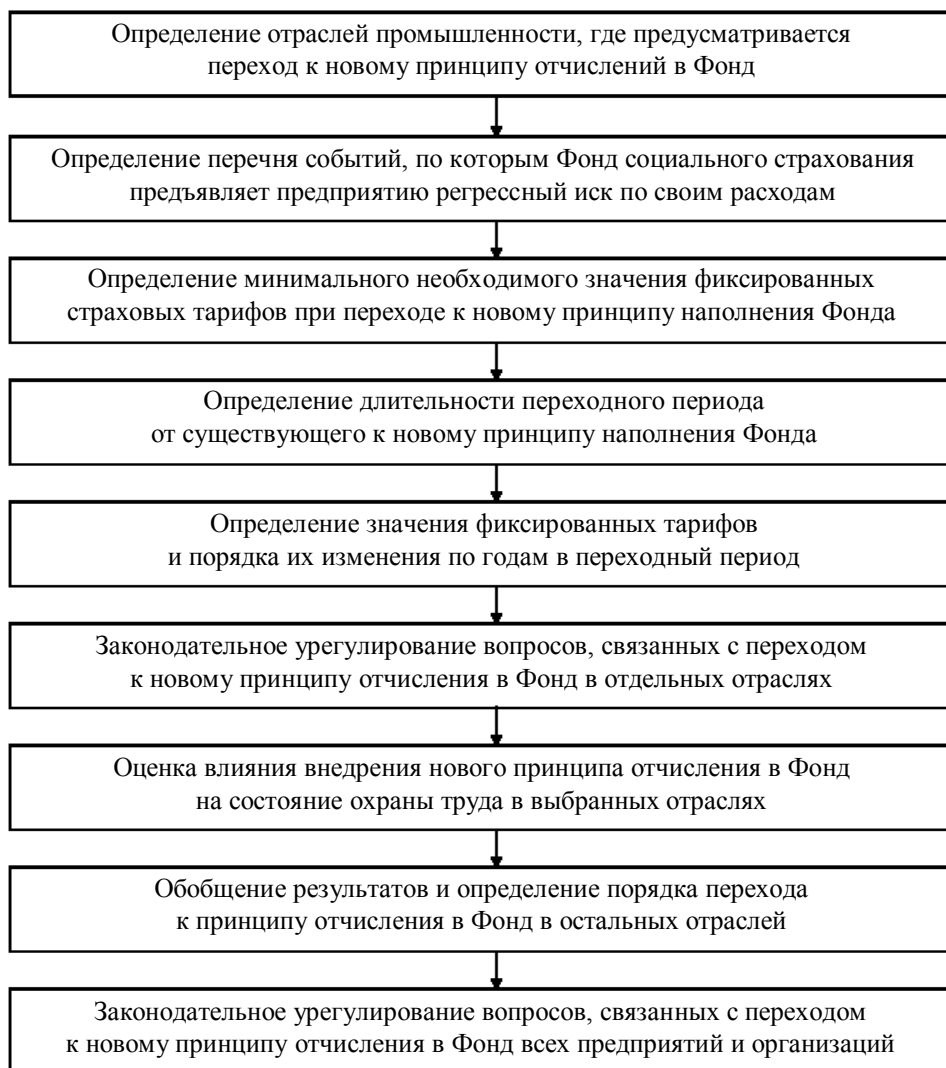 Определение отраслей промышленности, где предусматривается
переход к новому принципу отчислений в Фонд
Определение перечня событий, по которым Фонд социального страхования
предъявляет предприятию регрессный иск по своим расходам
Определение минимального необходимого значения фиксированных
страховых тарифов при переходе к новому принципу наполнения Фонда
Определение длительности переходного периода
от существующего к новому принципу наполнения Фонда
Определение значения фиксированных тарифов
и порядка их изменения по годам в переходный период
Законодательное урегулирование вопросов, связанных с переходом
к новому принципу отчисления в Фонд в отдельных отраслях
Оценка влияния внедрения нового принципа отчисления в Фонд
на состояние охраны труда в выбранных отраслях
Обобщение результатов и определение порядка перехода
к принципу отчисления в Фонд в остальных отраслей
Законодательное урегулирование вопросов, связанных с переходом
к новому принципу отчисления в Фонд всех предприятий и организаций